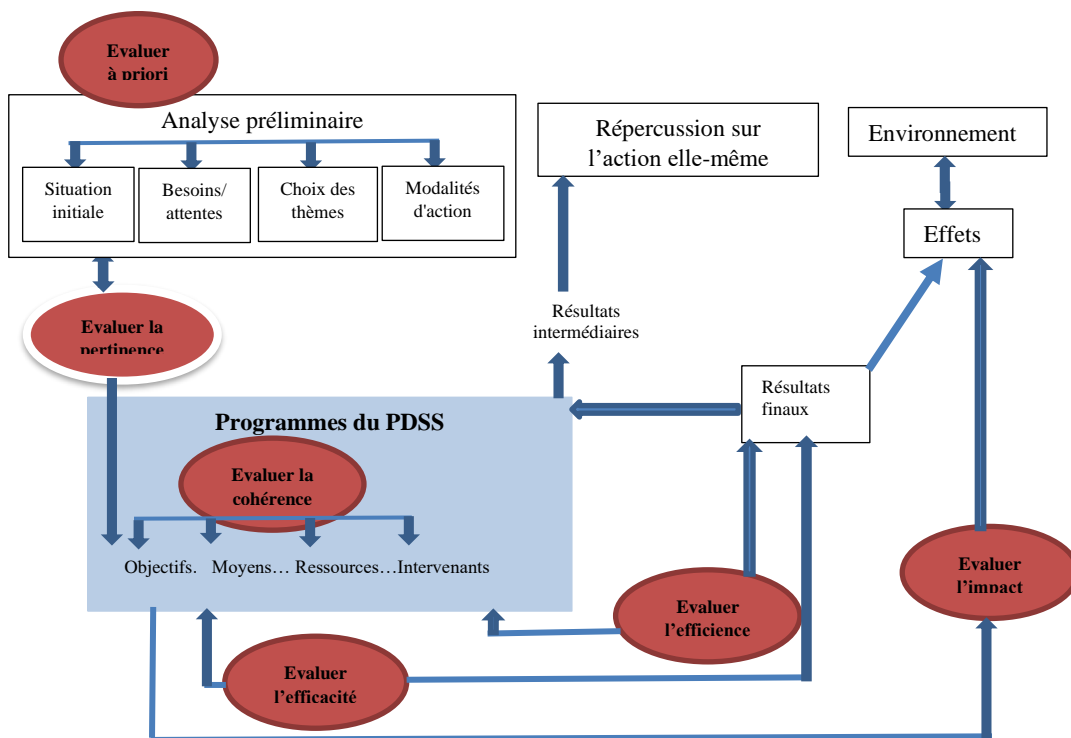 Evaluer
à priori
Analyse préliminaire
Situation
initiale
Besoins/
attentes
Choix des
thèmes
Modalités
d'action
Répercussion sur
l’action elle-même
Environnement
Effets
Evaluer la
pertinence
Résultats
intermédiaires
Résultats
finaux
Programmes du PDSS
Evaluer la
cohérence
Objectifs. Moyens… Ressources…Intervenants
Evaluer
l’efficience
Evaluer
l’impact
Evaluer
l’efficacité